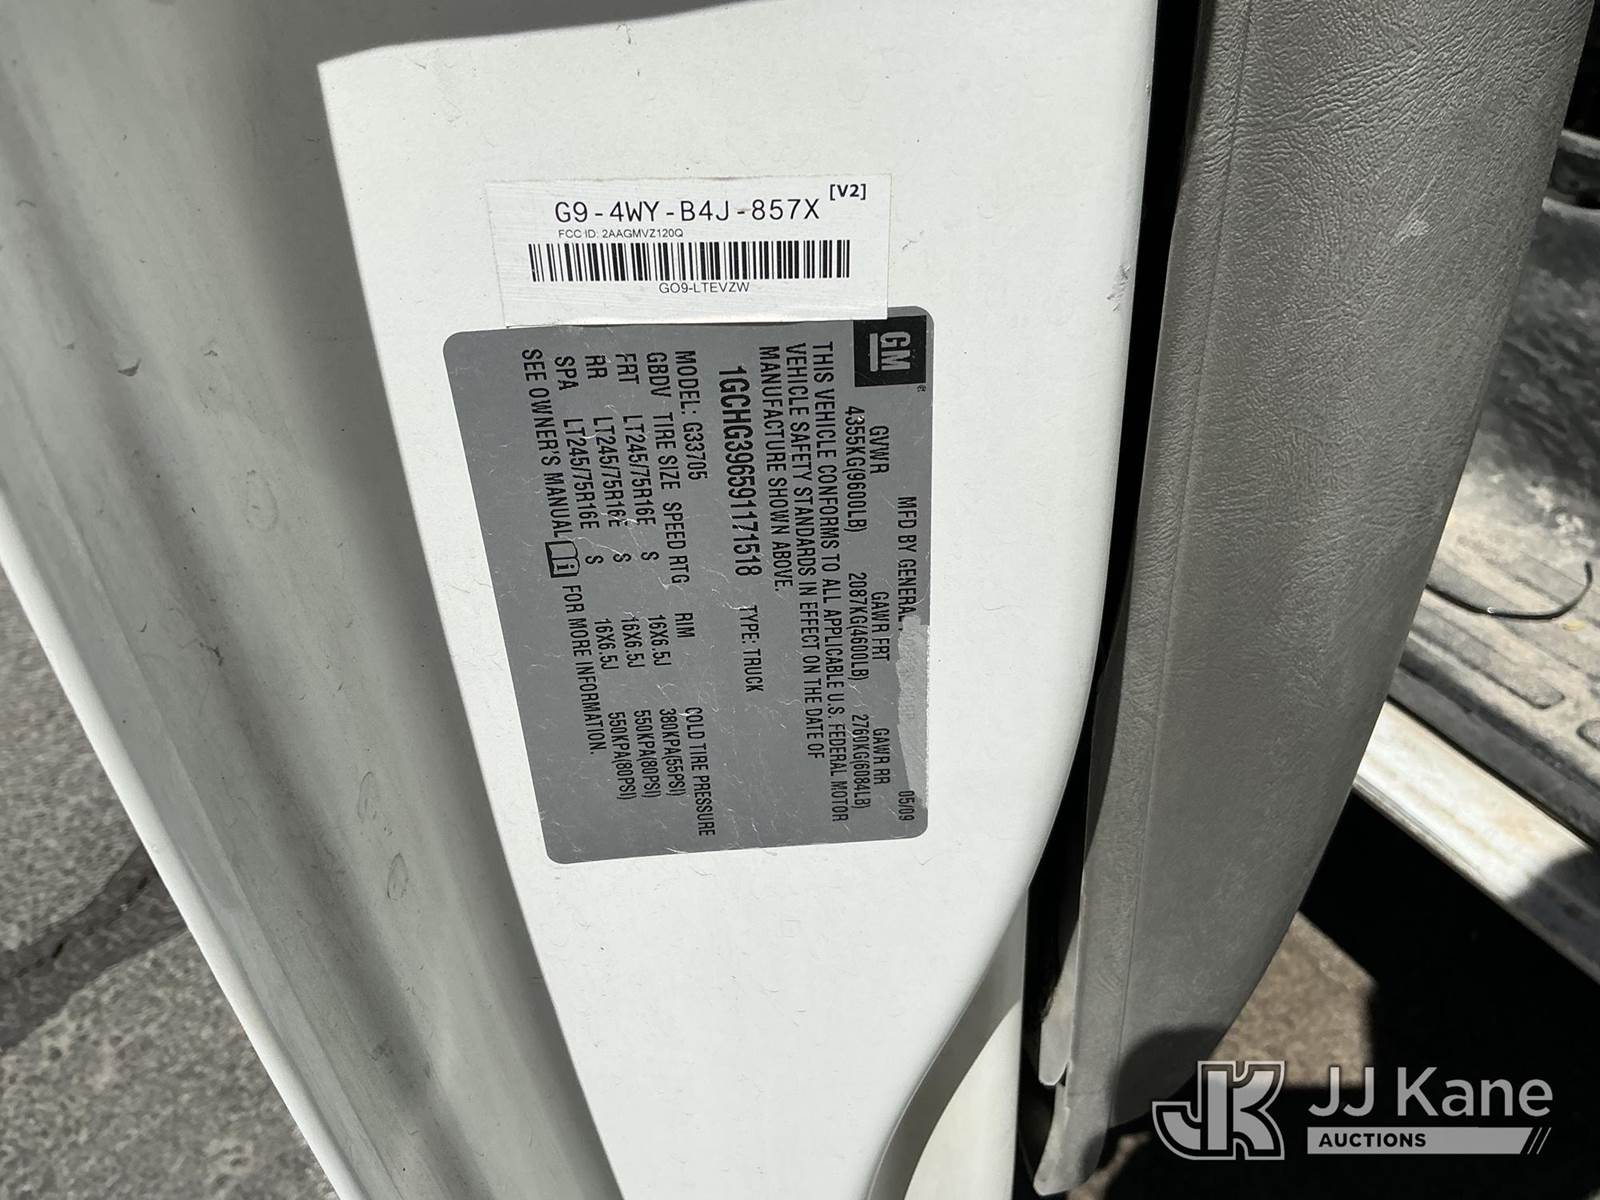 G9-4WY-B4J-857X [V2]
FCC ID: 2AAGMVZ120Q
GO9-LTEVZW
GM
MFD BY GENERAL 05/09
GVWR GAWR FRT GAWR RR
4355KG(9600LB) 2087KG(4600LB) 2760KG(6084LB)
THIS VEHICLE CONFORMS TO ALL APPLICABLE U.S. FEDERAL MOTOR
VEHICLE SAFETY STANDARDS IN EFFECT ON THE DATE OF
MANUFACTURE SHOWN ABOVE.
1GCHG396591171518 TYPE: TRUCK
MODEL: G33705
GBDV TIRE SIZE SPEED RTG RIM COLD TIRE PRESSURE
FRT LT245/75R16E S 16X6.5J 380KPA(55PSI)
RR LT245/75R16E S 16X6.5J 550KPA(80PSI)
SPA LT245/75R16E S 16X6.5J 550KPA(80PSI)
SEE OWNER'S MANUAL i FOR MORE INFORMATION.
JK JJ Kane
AUCTIONS